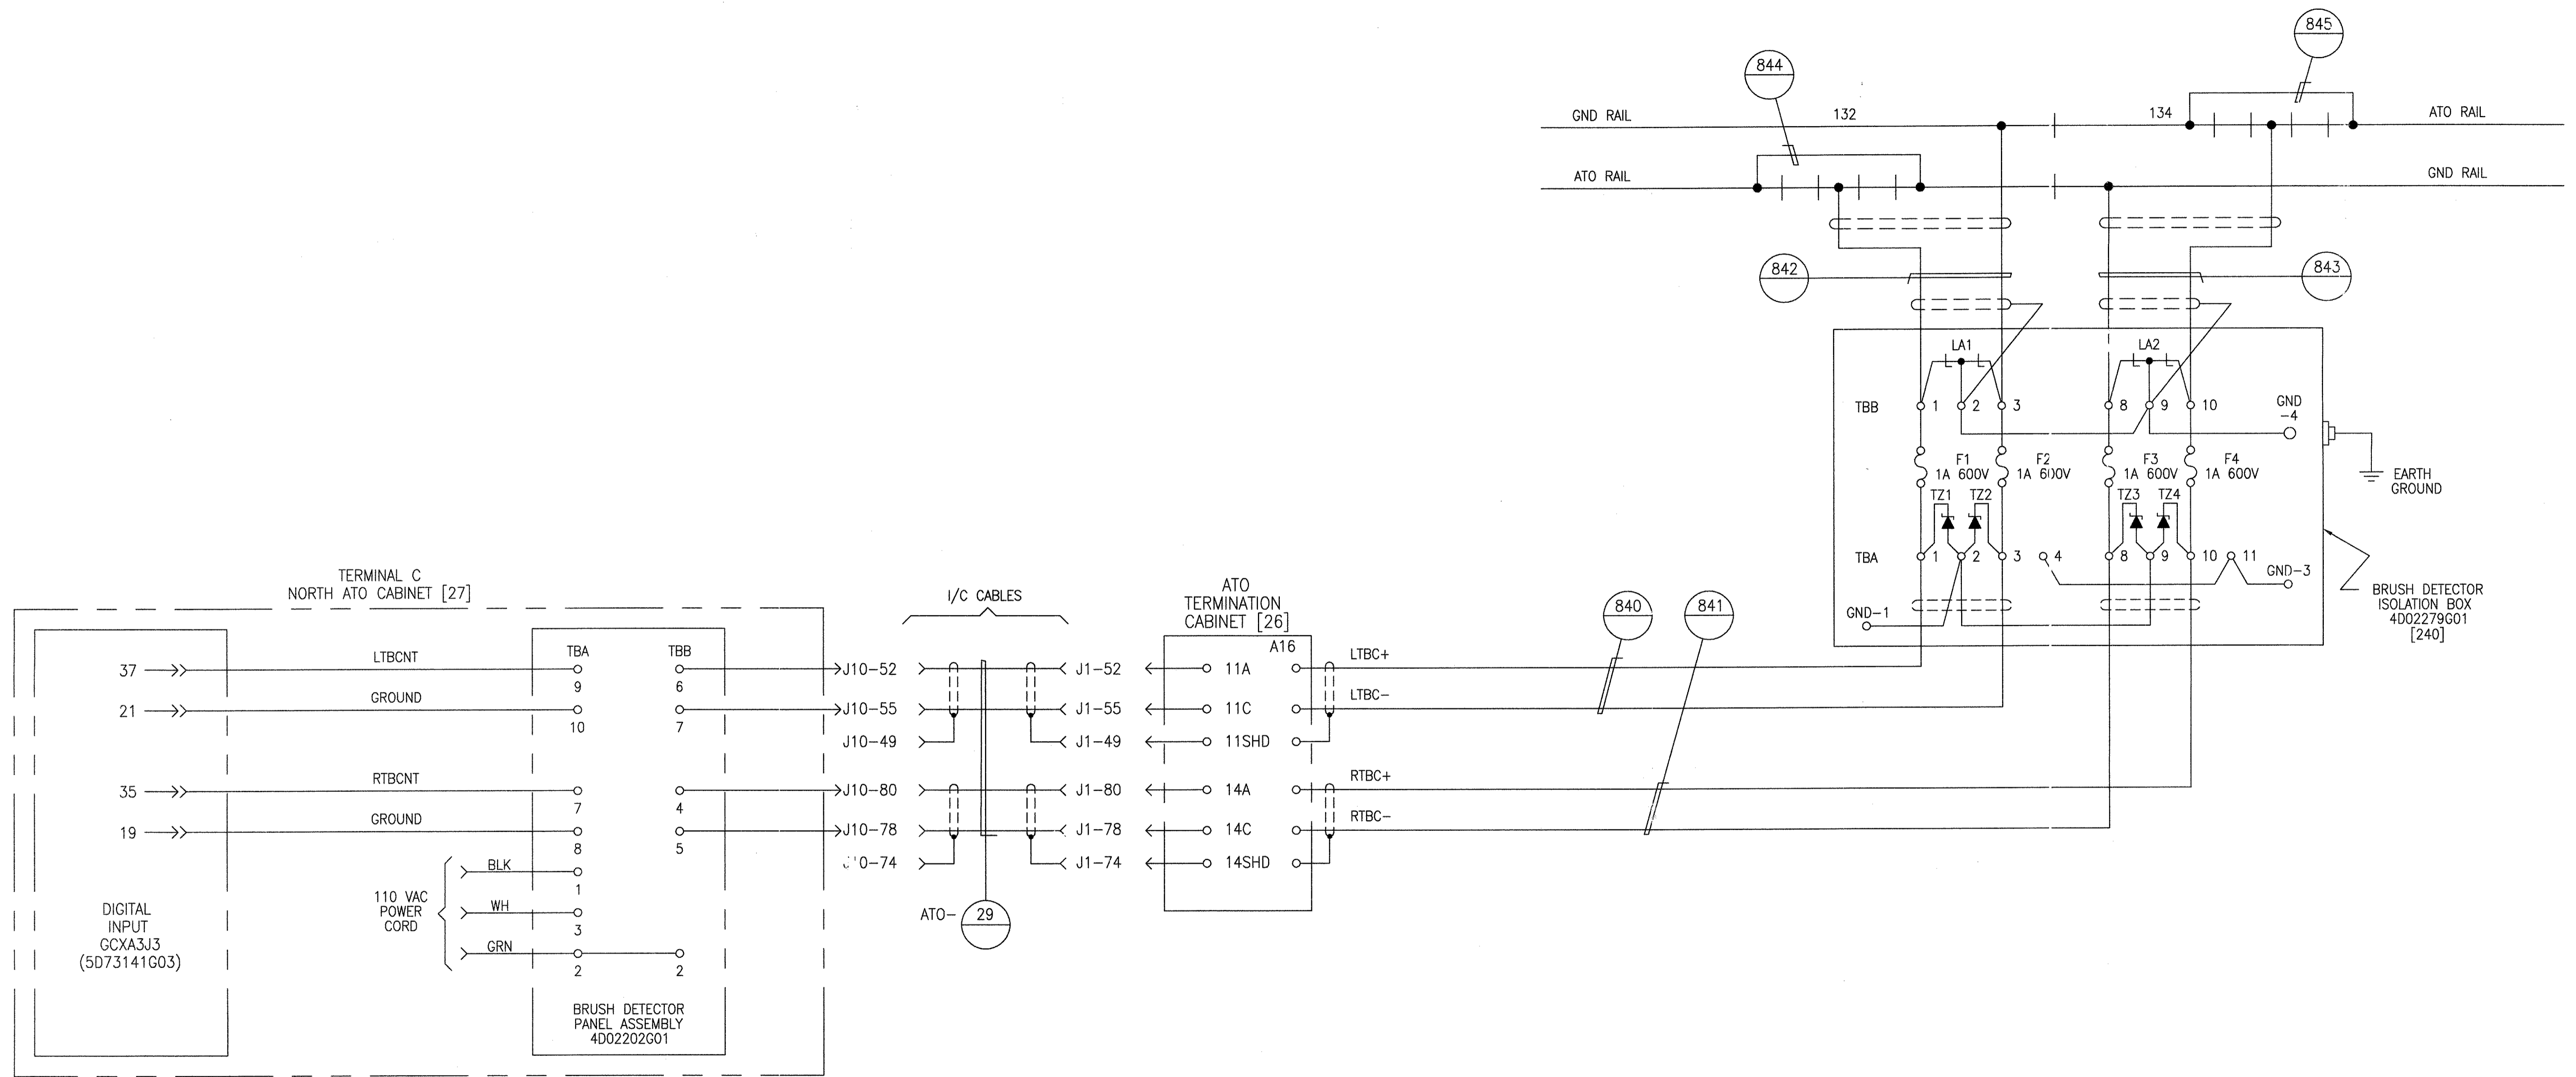 845
844
GND RAIL
132
134
ATO RAIL
ATO RAIL
GND RAIL
842
843
LA1
LA2
TBB
1
2
3
8
9
10
GND
-4
F1
1A 600V
F2
1A 600V
F3
1A 600V
F4
1A 600V
EARTH
GROUND
TZ1
TZ2
TZ3
TZ4
TBA
1
2
3
4
8
9
10
11
GND-3
GND-1
BRUSH DETECTOR
ISOLATION BOX
4D02279G01
[240]
TERMINAL C
NORTH ATO CABINET [27]
I/C CABLES
ATO
TERMINATION
CABINET [26]
840
841
A16
TBA
TBB
37
LTBCNT
9
6
J10-52
J1-52
11A
LTBC+
21
GROUND
10
7
J10-55
J1-55
11C
LTBC-
J10-49
J1-49
11SHD
35
RTBCNT
7
4
J10-80
J1-80
14A
RTBC+
19
GROUND
8
5
J10-78
J1-78
14C
RTBC-
J1-74
14SHD
BLK
1
110 VAC
POWER
CORD
WH
3
GRN
2
2
ATO-
29
DIGITAL
INPUT
GCXA3J3
(5D73141G03)
BRUSH DETECTOR
PANEL ASSEMBLY
4D02202G01